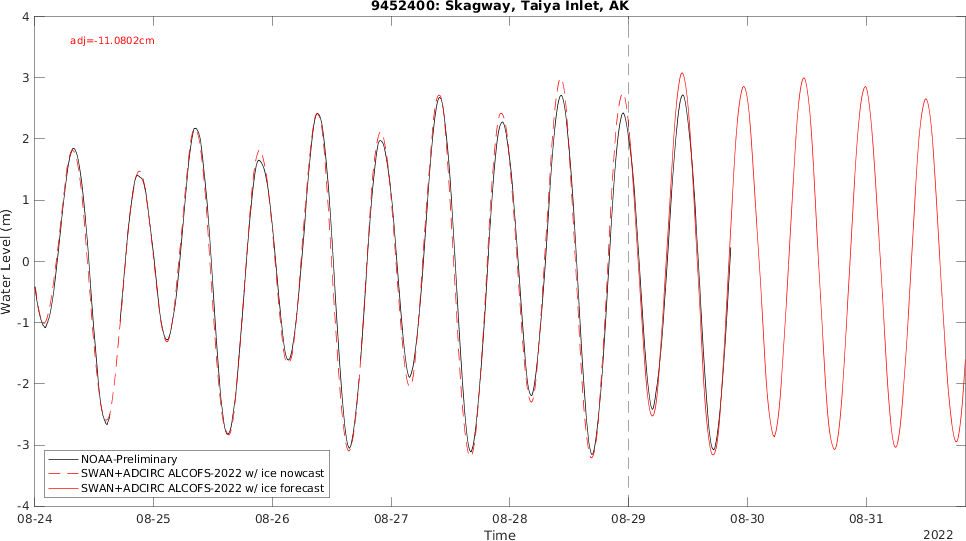 9452400: Skagway, Taiya Inlet, AK
adj=-11.0802cm
Water Level (m)
4
3
2
1
0
-1
-2
-3
-4
NOAA-Preliminary
SWAN+ADCIRC ALCOFS-2022 w/ ice nowcast
SWAN+ADCIRC ALCOFS-2022 w/ ice forecast
08-24 08-25 08-26 08-27 08-28 08-29 08-30 08-31
Time
2022